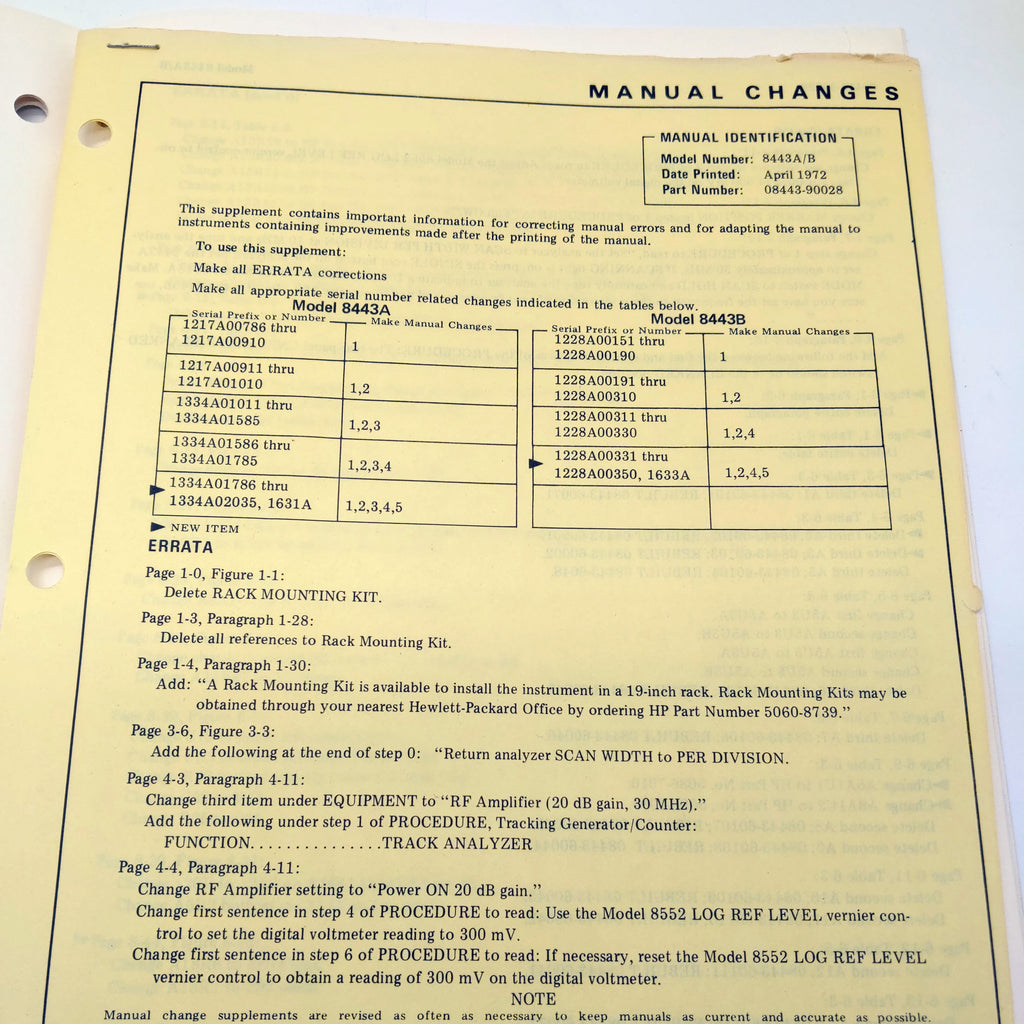 MANUAL CHANGES
MANUAL IDENTIFICATION
Model Number: 8443A/B
Date Printed: April 1972
Part Number: 08443-90028
This supplement contains important information for correcting manual errors and for adapting the manual to
instruments containing improvements made after the printing of the manual.
To use this supplement:
Make all ERRATA corrections
Make all appropriate serial number related changes indicated in the tables below.
Model 8443A
Serial Prefix or Number Make Manual Changes
1217A00786 thru
1217A00910 1
1217A00911 thru
1217A01010 1,2
1334A01011 thru
1334A01585 1,2,3
1334A01586 thru
1334A01785 1,2,3,4
► 1334A01786 thru
1334A02035, 1631A 1,2,3,4,5
Model 8443B
Serial Prefix or Number Make Manual Changes
1228A00151 thru
1228A00190 1
1228A00191 thru
1228A00310 1,2
1228A00311 thru
1228A00330 1,2,4
► 1228A00331 thru
1228A00350, 1633A 1,2,4,5
► NEW ITEM
ERRATA
Page 1-0, Figure 1-1:
Delete RACK MOUNTING KIT.
Page 1-3, Paragraph 1-28:
Delete all references to Rack Mounting Kit.
Page 1-4, Paragraph 1-30:
Add: “A Rack Mounting Kit is available to install the instrument in a 19-inch rack. Rack Mounting Kits may be
obtained through your nearest Hewlett-Packard Office by ordering HP Part Number 5060-8739.”
Page 3-6, Figure 3-3:
Add the following at the end of step 0: “Return analyzer SCAN WIDTH to PER DIVISION.
Page 4-3, Paragraph 4-11:
Change third item under EQUIPMENT to “RF Amplifier (20 dB gain, 30 MHz).”
Add the following under step 1 of PROCEDURE, Tracking Generator/Counter:
FUNCTION. . . . . . . . . . . . . . .TRACK ANALYZER
Page 4-4, Paragraph 4-11:
Change RF Amplifier setting to “Power ON 20 dB gain.”
Change first sentence in step 4 of PROCEDURE to read: Use the Model 8552 LOG REF LEVEL vernier con-
trol to set the digital voltmeter reading to 300 mV.
Change first sentence in step 6 of PROCEDURE to read: If necessary, reset the Model 8552 LOG REF LEVEL
vernier control to obtain a reading of 300 mV on the digital voltmeter.
NOTE
Manual change supplements are revised as often as necessary to keep manuals as current and accurate as possible.